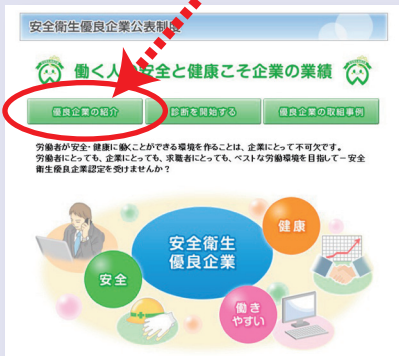 安全衛生優良企業公表制度
働く人の安全と健康こそ企業の業績
優良企業の紹介
診断を開始する
優良企業の取組事例
労働者が安全・健康に働くことができる環境を作ることは、企業にとって不可欠です。
労働者にとっても、企業にとっても、求職者にとっても、ベストな労働環境を目指して－安全
衛生優良企業認定を受けませんか？
健康
安全衛生
優良企業
安全
働き
やすい